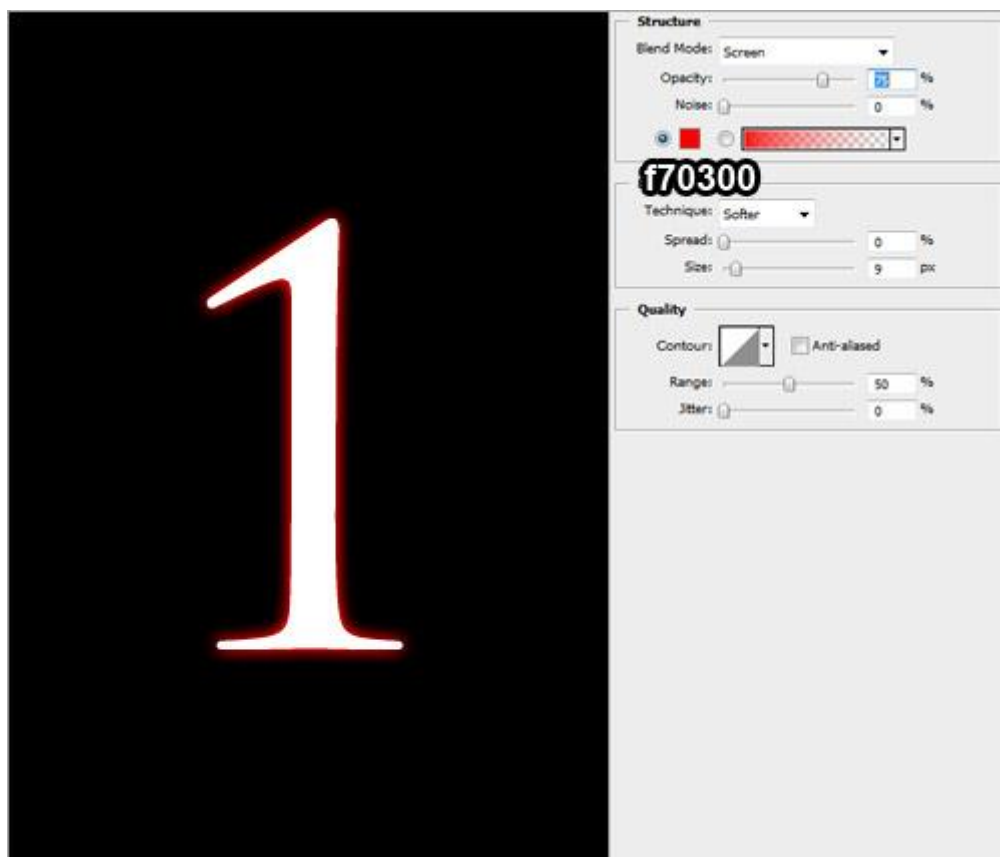 1
Structure
Blend Mode: Screen
Opacity: 75 %
Noise: 0 %
f70300
Technique: Softer
Spread: 0 %
Size: 9 px
Quality
Contour: Anti-aliased
Range: 50 %
Jitter: 0 %